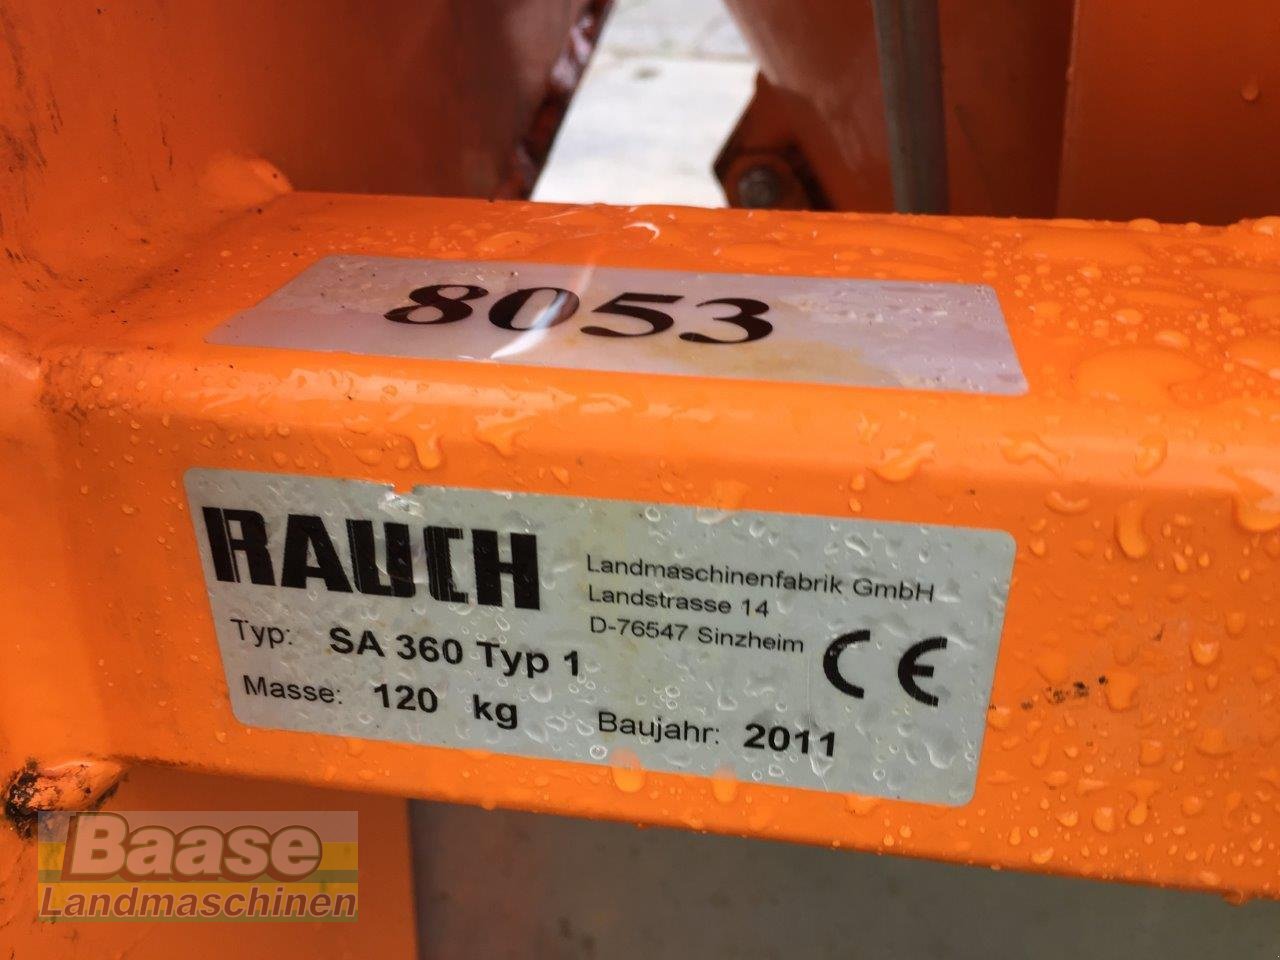 8053
RAUCH
Landmaschinenfabrik GmbH
Landstrasse 14
D-76547 Sinzheim
Typ: SA 360 Typ 1
CE
Masse: 120 kg
Baujahr: 2011
Baase
Landmaschinen